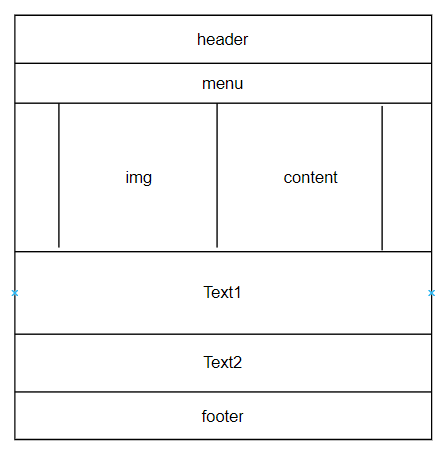 header
menu
img
content
Text1
Text2
footer